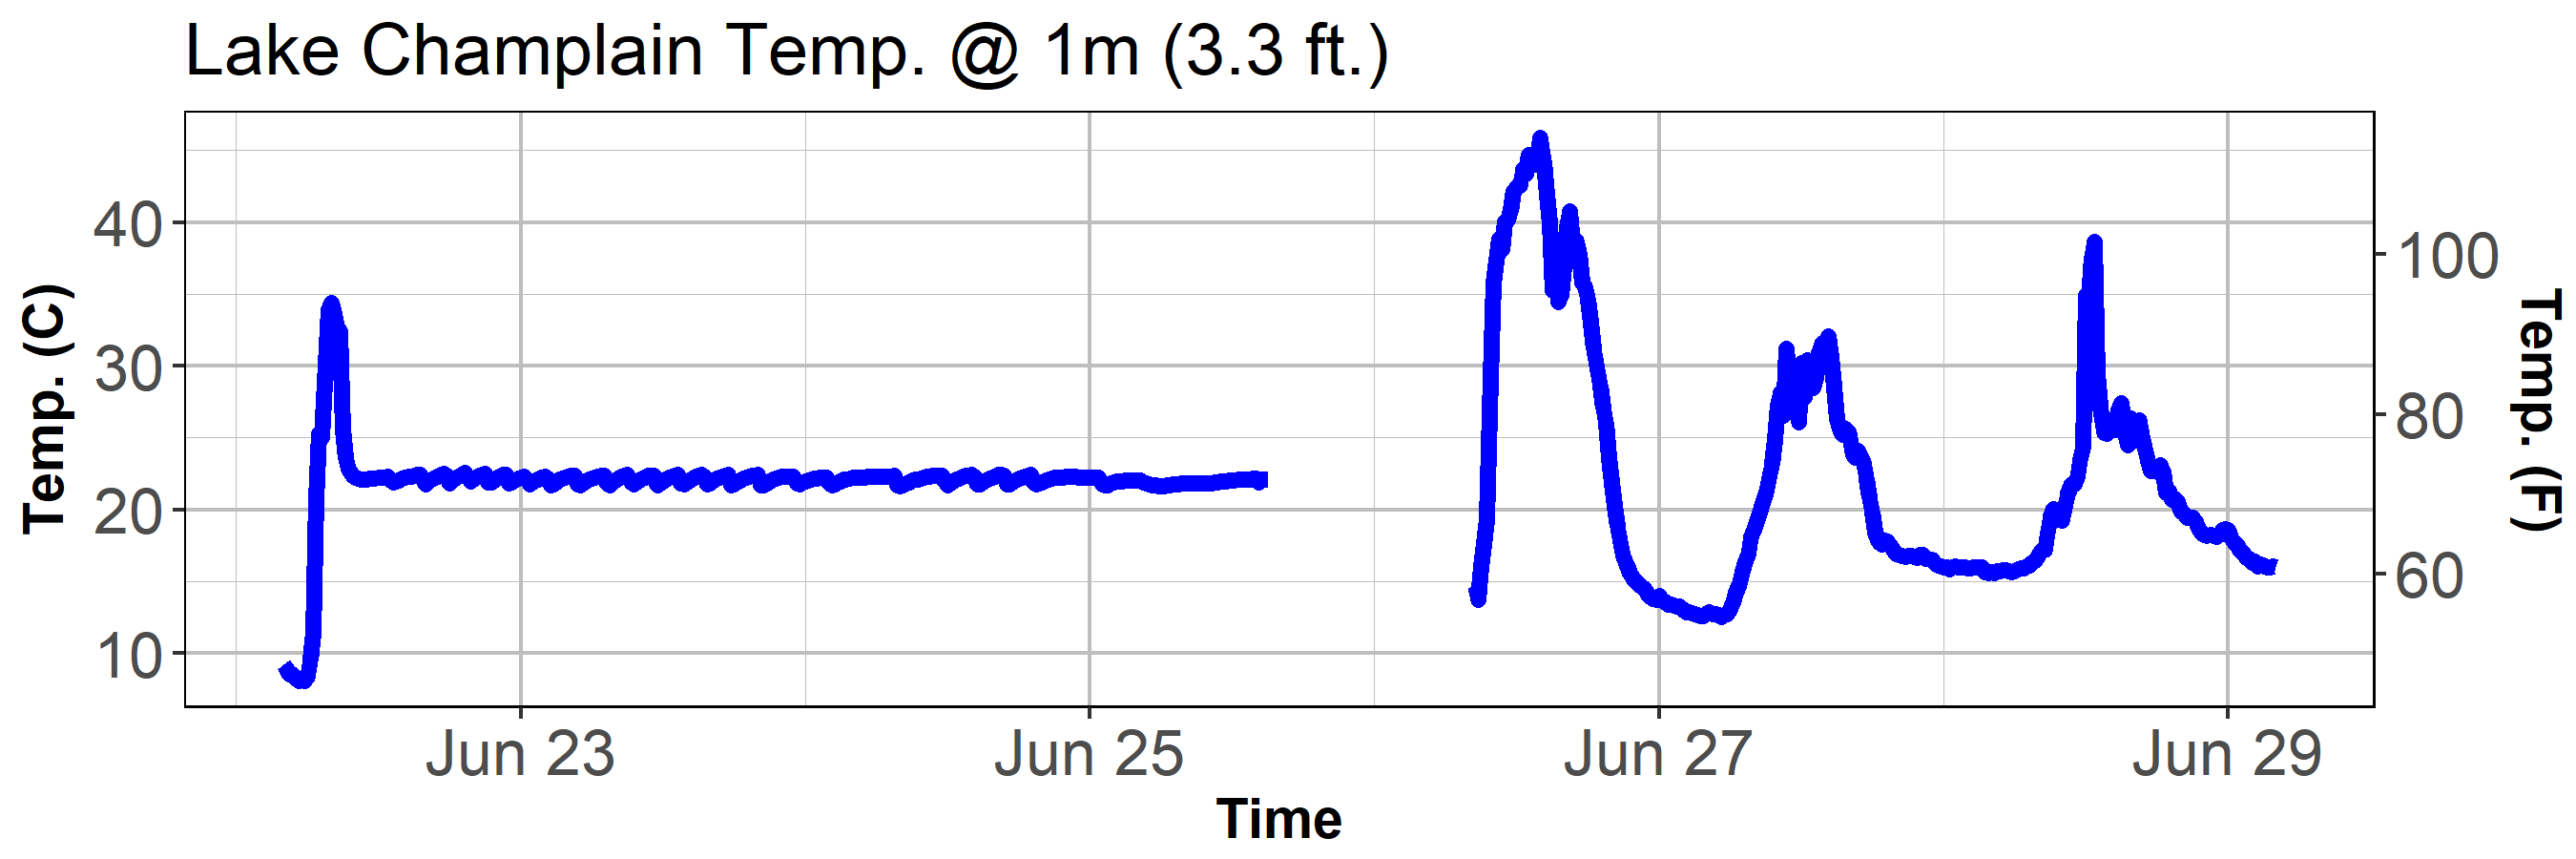 Lake Champlain Temp. @ 1m (3.3 ft.)
Temp. (C)
40
30
20
10
100
80
60
Temp. (F)
Jun 23
Jun 25
Jun 27
Jun 29
Time